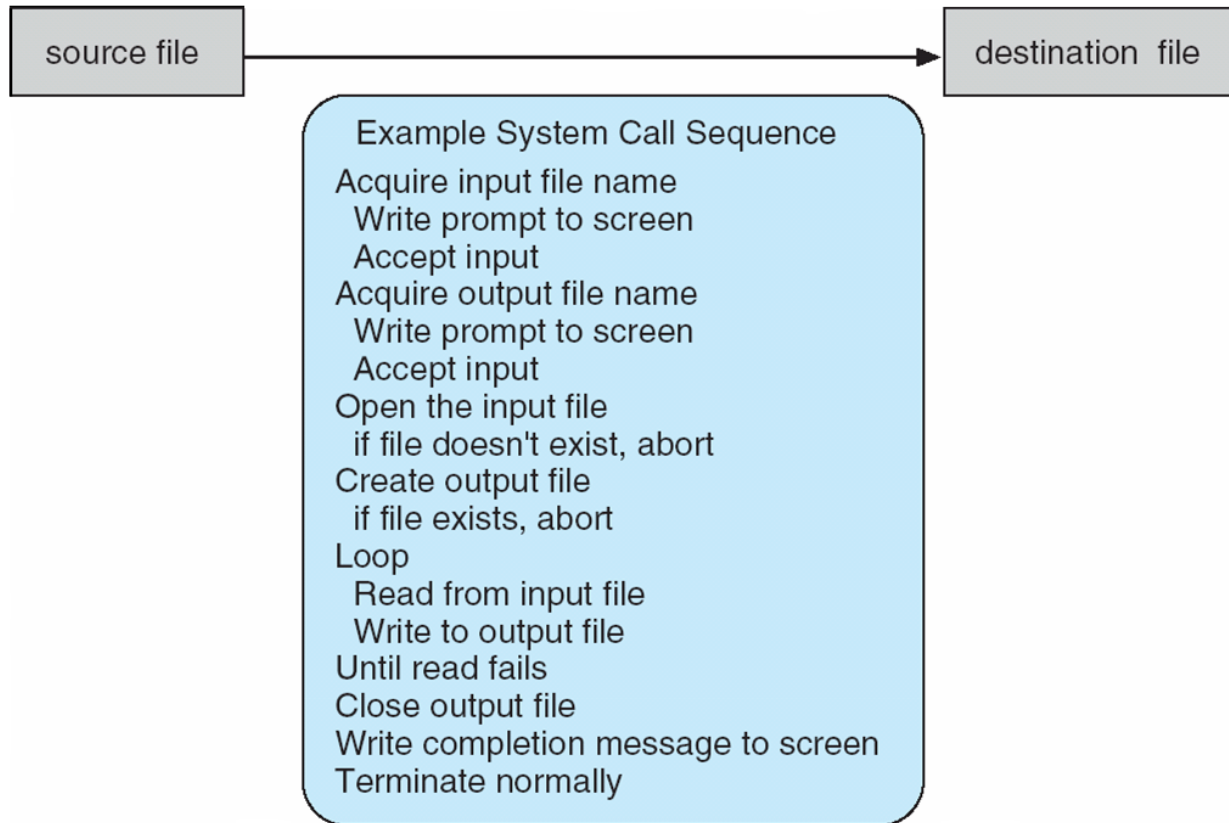 source file
destination file
Example System Call Sequence
Acquire input file name
Write prompt to screen
Accept input
Acquire output file name
Write prompt to screen
Accept input
Open the input file
if file doesn't exist, abort
Create output file
if file exists, abort
Loop
Read from input file
Write to output file
Until read fails
Close output file
Write completion message to screen
Terminate normally